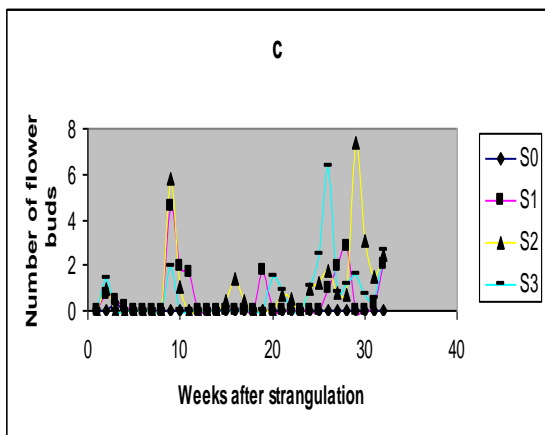 C
Number of flower
buds
8
6
4
2
0
0 10 20 30 40
Weeks after strangulation
S0
S1
S2
S3